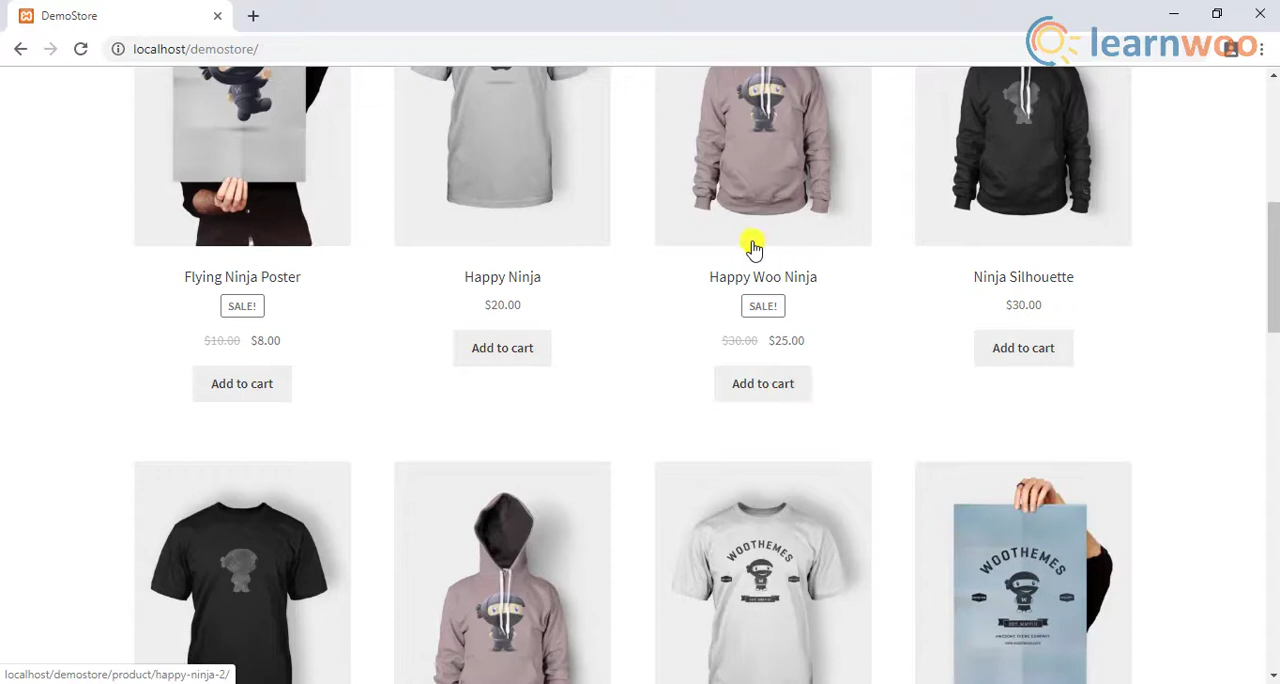 DemoStore
localhost/demostore/
learnwoo
Flying Ninja Poster
Happy Ninja
Happy Woo Ninja
Ninja Silhouette
SALE!
$20.00
SALE!
$30.00
$10.00 $8.00
Add to cart
$30.00 $25.00
Add to cart
Add to cart
Add to cart
WOOTHEMES
WOOTHEMES
localhost/demostore/product/happy-ninja-2/